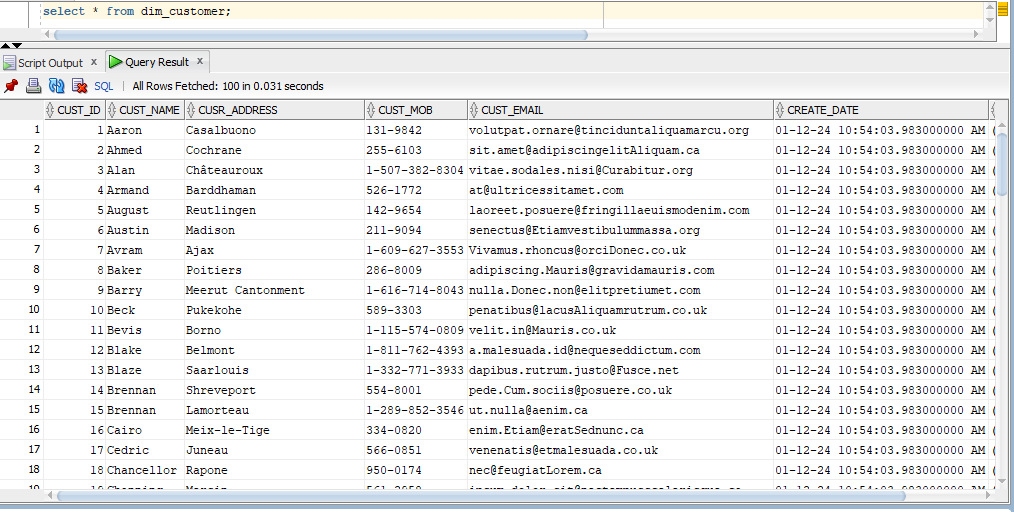 select * from dim_customer;
Script Output x Query Result x
SQL | All Rows Fetched: 100 in 0.031 seconds
CUST_ID CUST_NAME CUSR_ADDRESS CUST_MOB CUST_EMAIL CREATE_DATE
1 1 Aaron Casalbuono 131-9842 volutpat.ornare@tinciduntaliquamarcu.org 01-12-24 10:54:03.983000000 AM (
2 2 Ahmed Cochrane 255-6103 sit.amet@adipiscingelitAliquam.ca 01-12-24 10:54:03.983000000 AM (
3 3 Alan Châteauroux 1-507-382-8304 vitae.sodales.nisi@Curabitur.org 01-12-24 10:54:03.983000000 AM (
4 4 Armand Barddhaman 526-1772 at@ultricessitamet.com 01-12-24 10:54:03.983000000 AM (
5 5 August Reutlingen 142-9654 laoreet.posuere@fringillaeuismodenim.com 01-12-24 10:54:03.983000000 AM (
6 6 Austin Madison 211-9094 senectus@Etiamvestibulummassa.org 01-12-24 10:54:03.983000000 AM (
7 7 Avram Ajax 1-609-627-3553 Vivamus.rhoncus@orciDonec.co.uk 01-12-24 10:54:03.983000000 AM (
8 8 Baker Poitiers 286-8009 adipiscing.Mauris@gravidamauris.com 01-12-24 10:54:03.983000000 AM (
9 9 Barry Meerut Cantonment 1-616-714-8043 nulla.Donec.non@elitpretiumet.com 01-12-24 10:54:03.983000000 AM (
10 10 Beck Pukekohe 589-3303 penatibus@lacusAliquamrutrum.co.uk 01-12-24 10:54:03.983000000 AM (
11 11 Bevis Borno 1-115-574-0809 velit.in@Mauris.co.uk 01-12-24 10:54:03.983000000 AM (
12 12 Blake Belmont 1-811-762-4393 a.malesuada.id@nequeseddictum.com 01-12-24 10:54:03.983000000 AM (
13 13 Blaze Saarlouis 1-332-771-3933 dapibus.rutrum.justo@Fusce.net 01-12-24 10:54:03.983000000 AM (
14 14 Brennan Shreveport 554-8001 pede.Cum.sociis@posuere.co.uk 01-12-24 10:54:03.983000000 AM (
15 15 Brennan Lamorteau 1-289-852-3546 ut.nulla@aenim.ca 01-12-24 10:54:03.983000000 AM (
16 16 Cairo Meix-le-Tige 334-0820 enim.Etiam@eratSednunc.ca 01-12-24 10:54:03.983000000 AM (
17 17 Cedric Juneau 566-0851 venenatis@etmalesuada.co.uk 01-12-24 10:54:03.983000000 AM (
18 18 Chancellor Rapone 950-0174 nec@feugiatLorem.ca 01-12-24 10:54:03.983000000 AM (